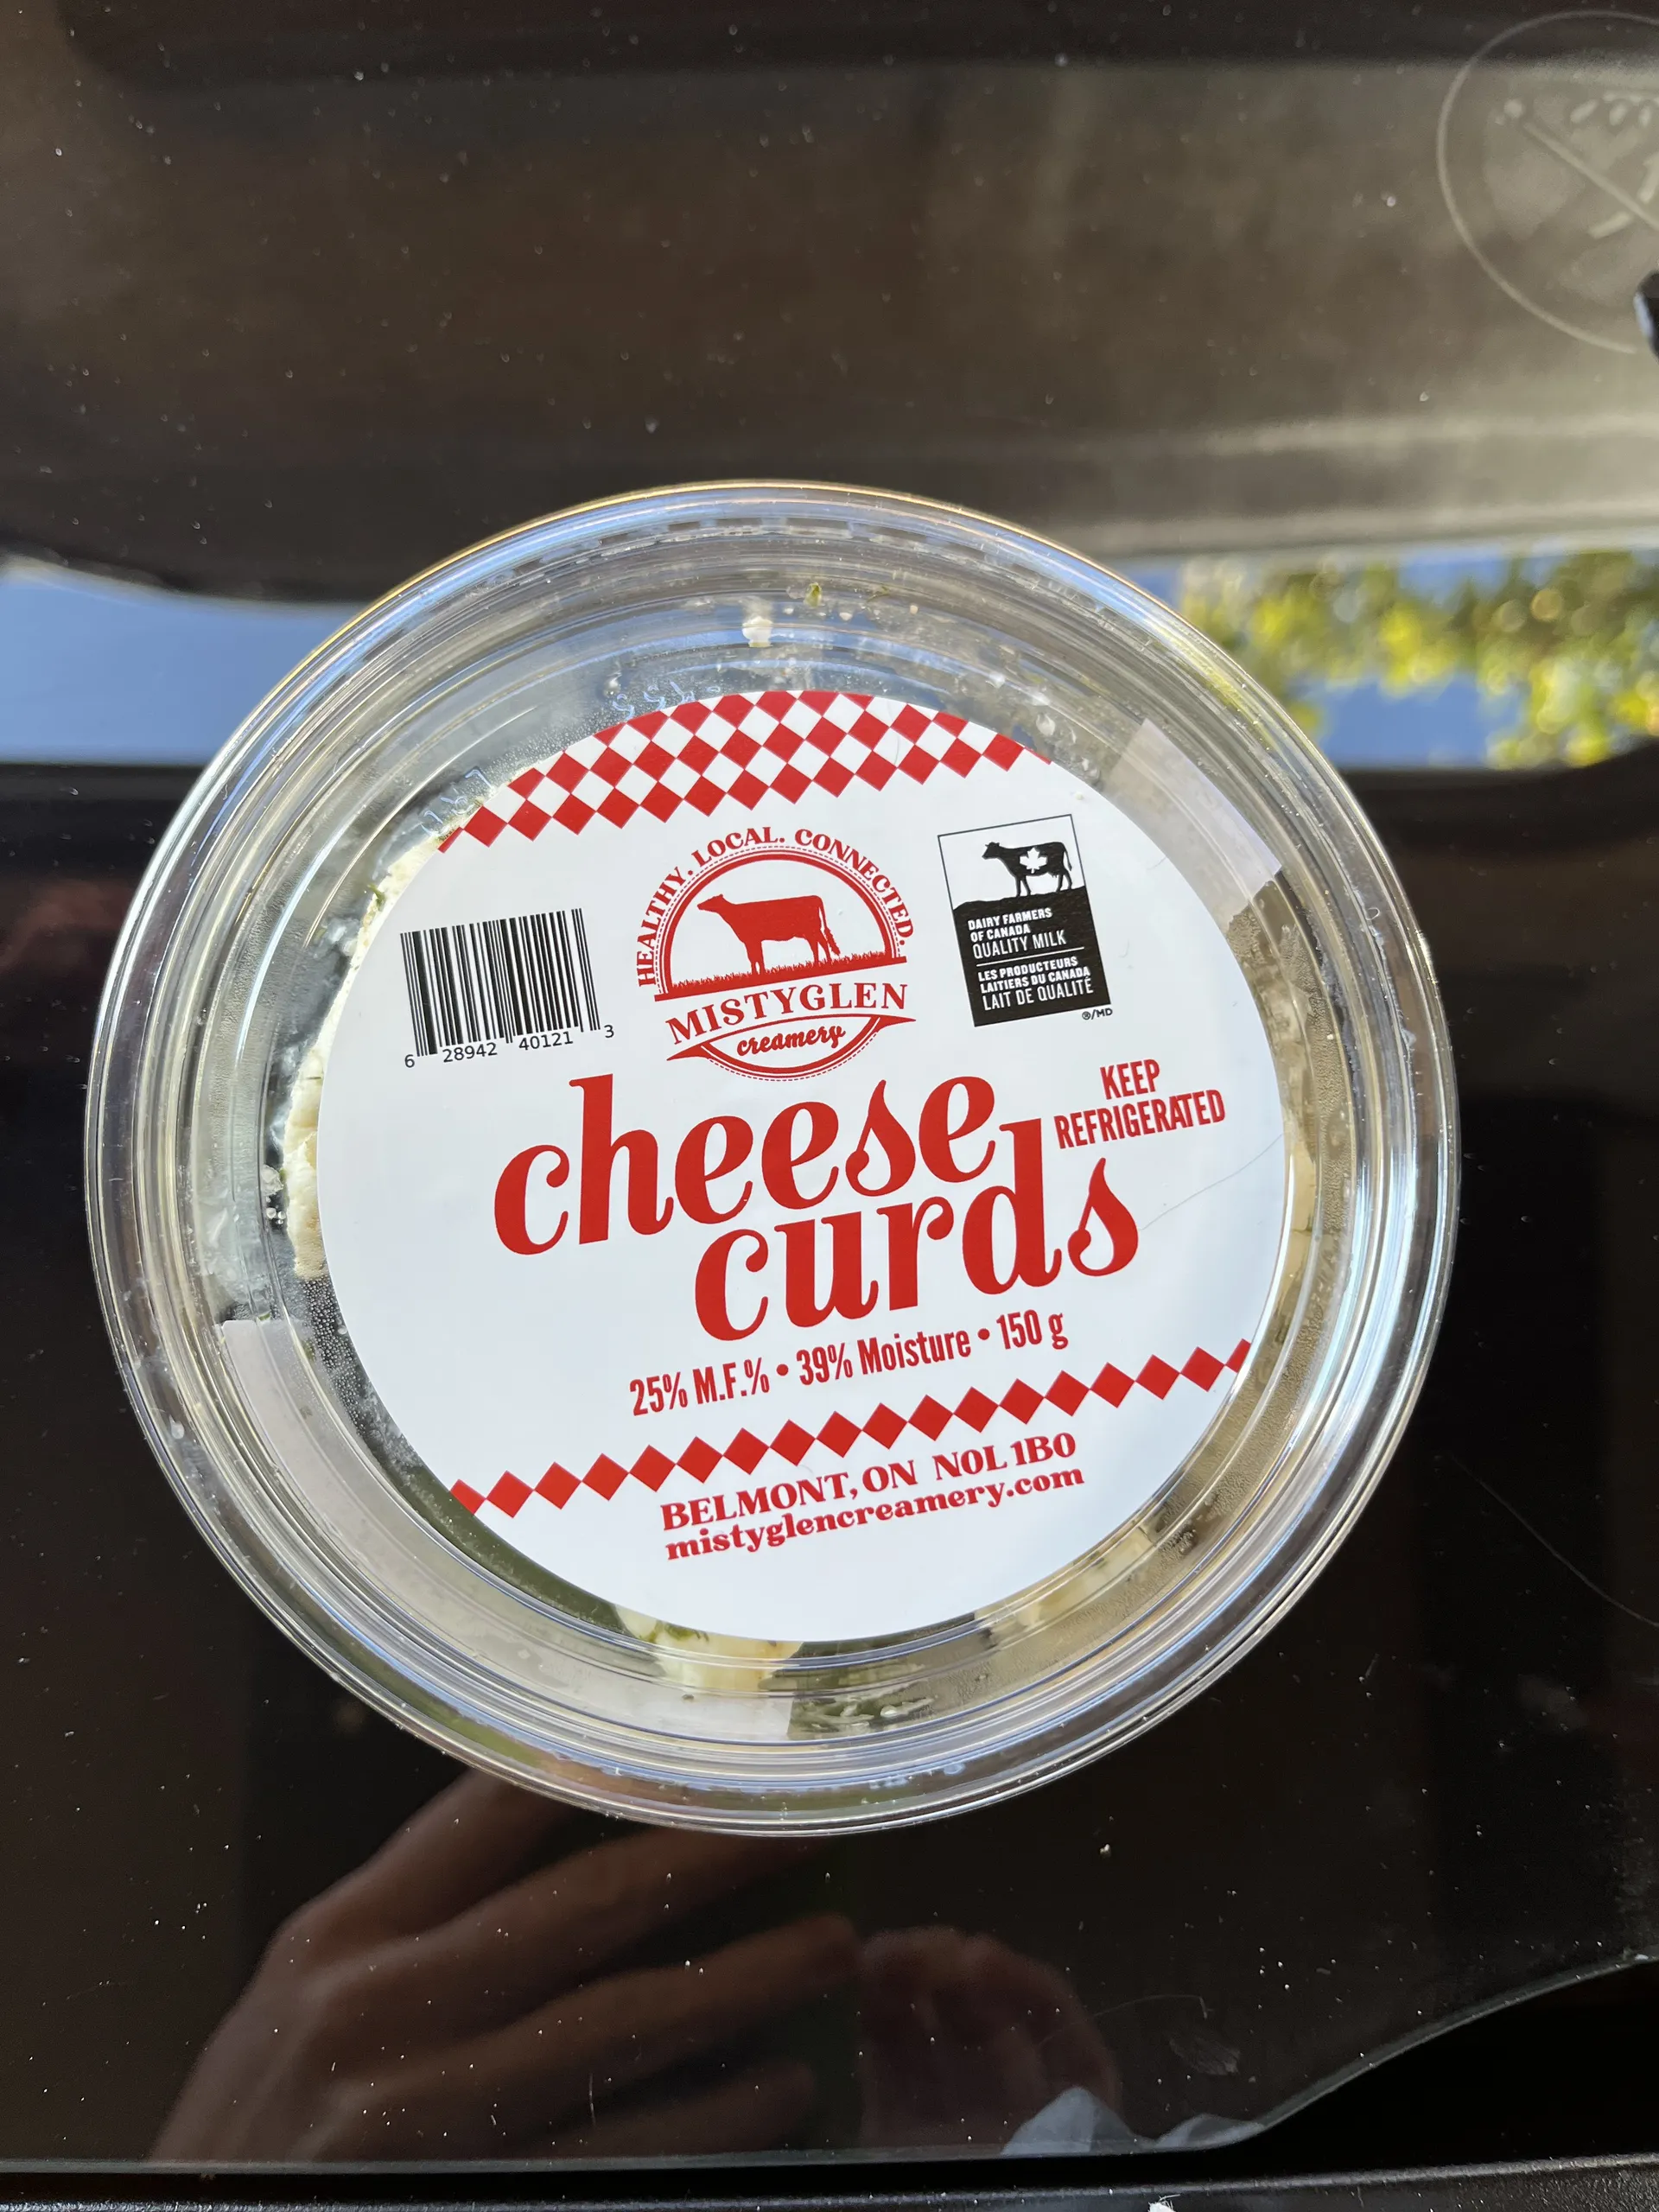 HEALTHY. LOCAL. CONNECTED.
MISTYGLEN
creamery
DAIRY FARMERS
OF CANADA
QUALITY MILK
LES PRODUCTEURS
LAITIERS DU CANADA
LAIT DE QUALITÉ
®/MD
6 28942 40121 3
KEEP
REFRIGERATED
cheese
curds
25% M.F.% • 39% Moisture • 150 g
BELMONT, ON N0L 1B0
mistyglencreamery.com